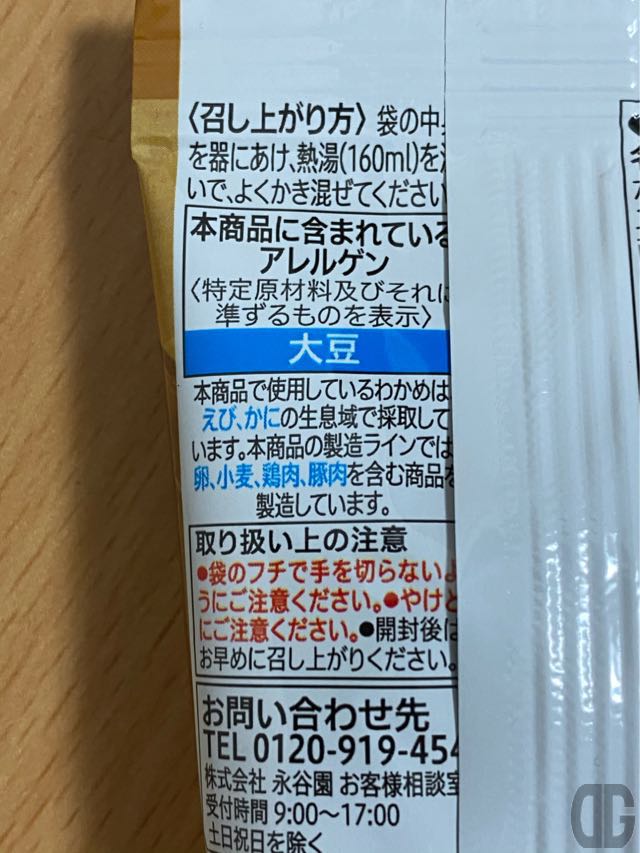 〈召し上がり方〉袋の中
を器にあけ、熱湯(160ml)を
いで、よくかき混ぜてください
本商品に含まれている
アレルゲン
〈特定原材料及びそれに
準ずるものを表示〉
大豆
本商品で使用しているわかめは
えび、かにの生息域で採取して
います。本商品の製造ラインでは
卵、小麦、鶏肉、豚肉を含む商品を
製造しています。
取り扱い上の注意
●袋のフチで手を切らないよ
うにご注意ください。●やけど
にご注意ください。●開封後は
お早めに召し上がりください。
お問い合わせ先
TEL 0120-919-454
株式会社 永谷園 お客様相談室
受付時間 9:00～17:00
土日祝日を除く
DG